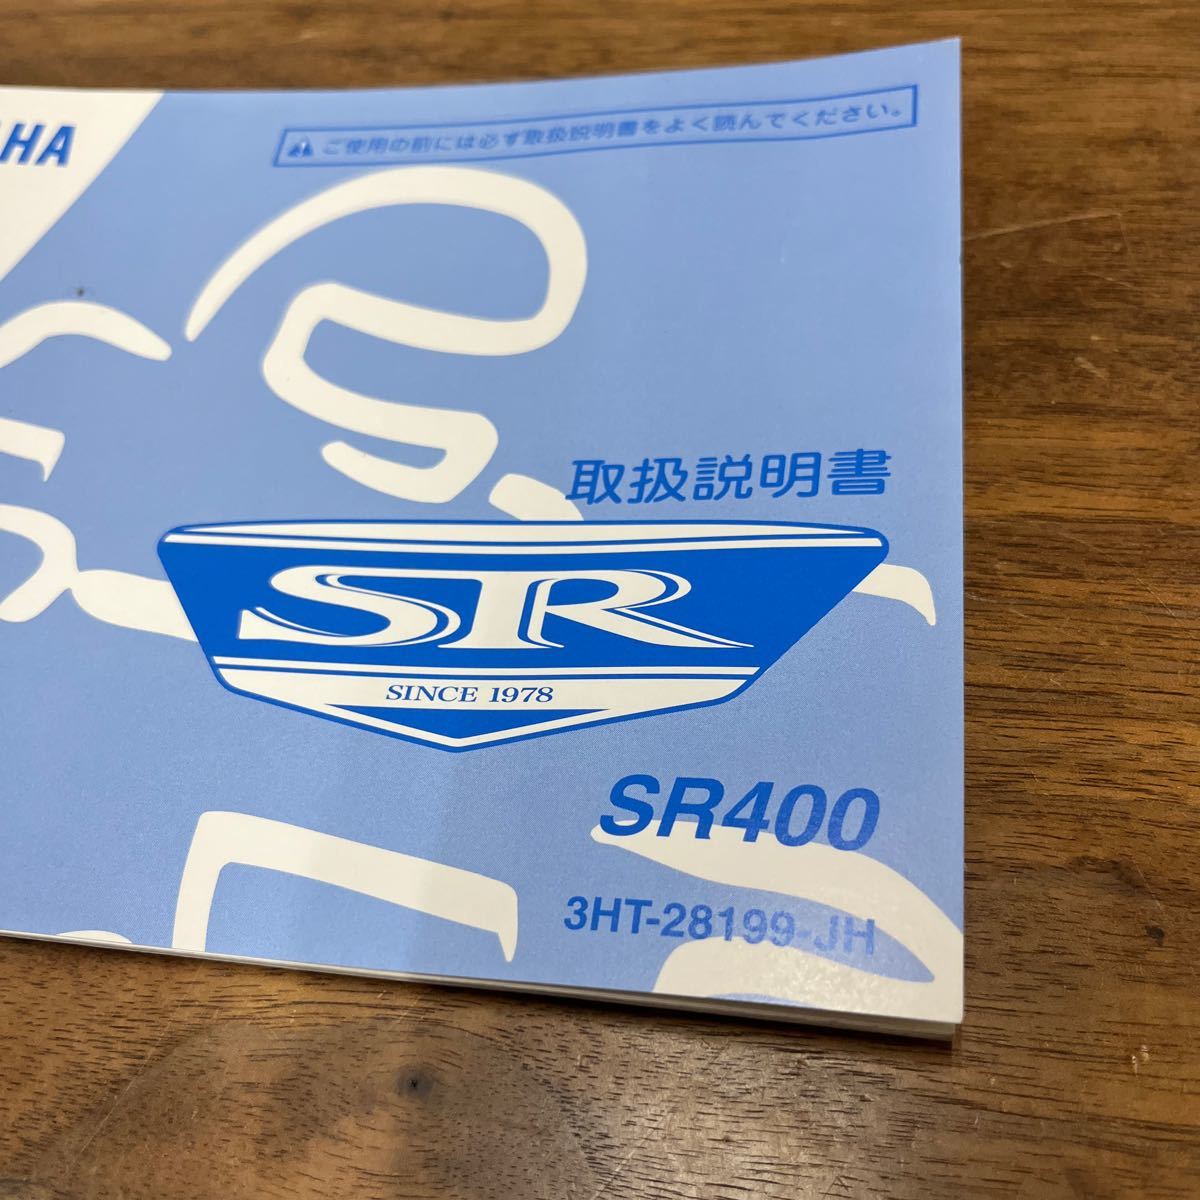 AHA
ご使用の前には必ず取扱説明書をよく読んでください。
取扱説明書
SR
SINCE 1978
SR400
3HT-28199-JH